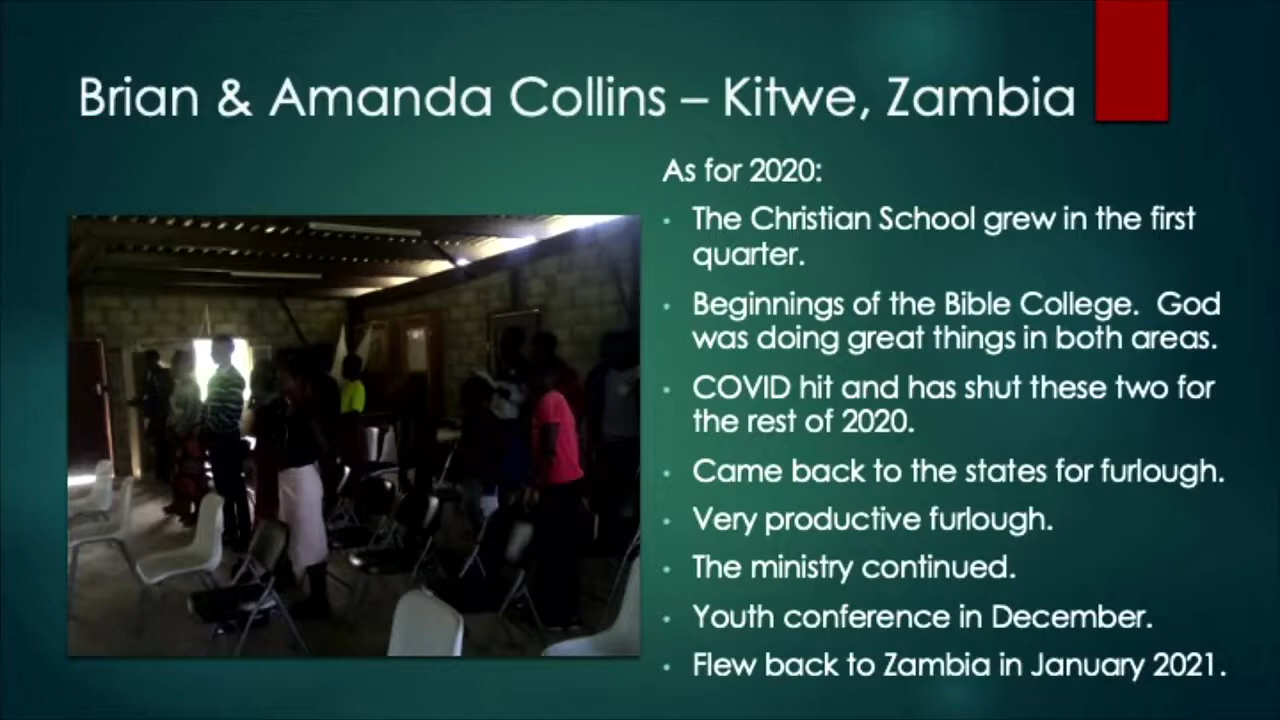 Brian & Amanda Collins – Kitwe, Zambia
As for 2020:
• The Christian School grew in the first
quarter.
• Beginnings of the Bible College.  God
was doing great things in both areas.
• COVID hit and has shut these two for
the rest of 2020.
• Came back to the states for furlough.
• Very productive furlough.
• The ministry continued.
• Youth conference in December.
• Flew back to Zambia in January 2021.